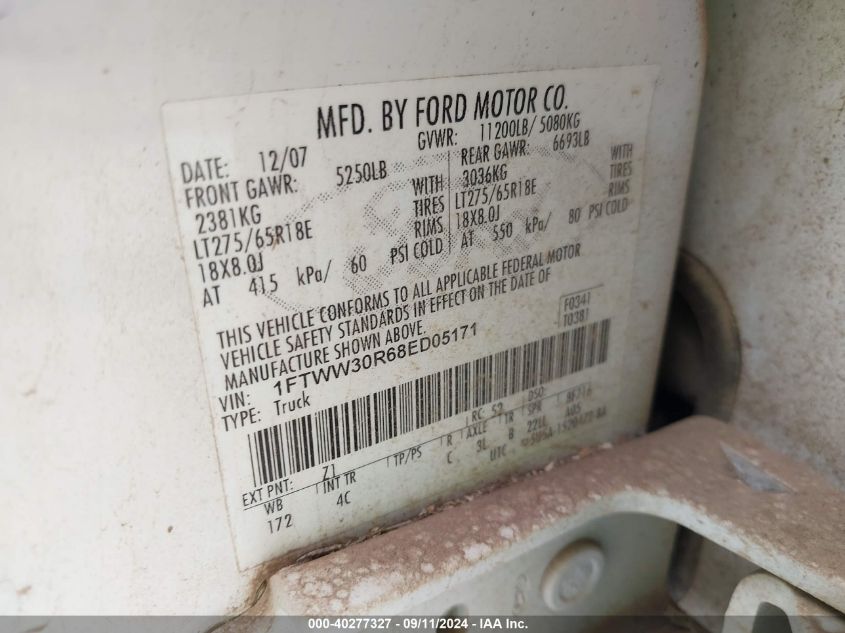 MFD. BY FORD MOTOR CO.
DATE: 12/07 GVWR: 11200LB/ 5080KG
FRONT GAWR: 5250LB REAR GAWR: 6693LB
2381KG WITH 3036KG WITH
LT275/65R18E TIRES LT275/65R18E TIRES
18X8.0J RIMS 18X8.0J RIMS
AT 415 kPa/ 60 PSI COLD AT 550 kPa/ 80 PSI COLD
THIS VEHICLE CONFORMS TO ALL APPLICABLE FEDERAL MOTOR
VEHICLE SAFETY STANDARDS IN EFFECT ON THE DATE OF
MANUFACTURE SHOWN ABOVE.
F0341
T0381
VIN: 1FTWW30R68ED05171
TYPE: Truck
EXT PNT: Z1 RC: 52 DSO:
WB INT TR TP/PS R AXLE TR SPR
172 4C C 3L B 22LL A05
UTC
000-40277327 - 09/11/2024 - IAA Inc.